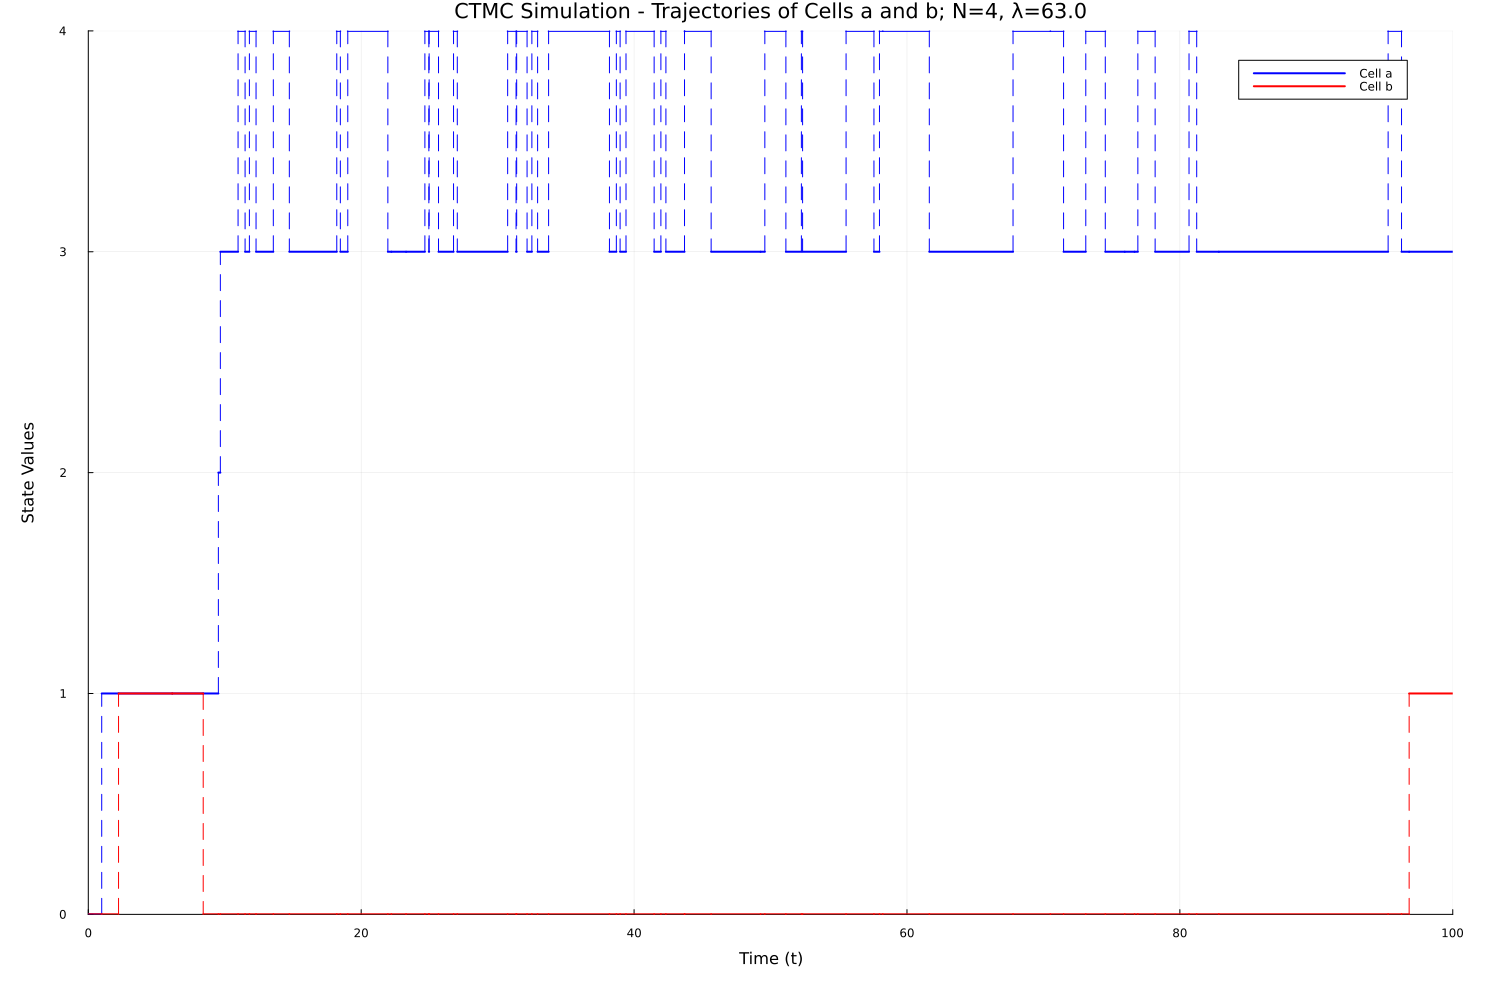 CTMC Simulation - Trajectories of Cells a and b; N=4, λ=63.0
4
Cell a
Cell b
3
State Values
2
1
0
0 20 40 60 80 100
Time (t)